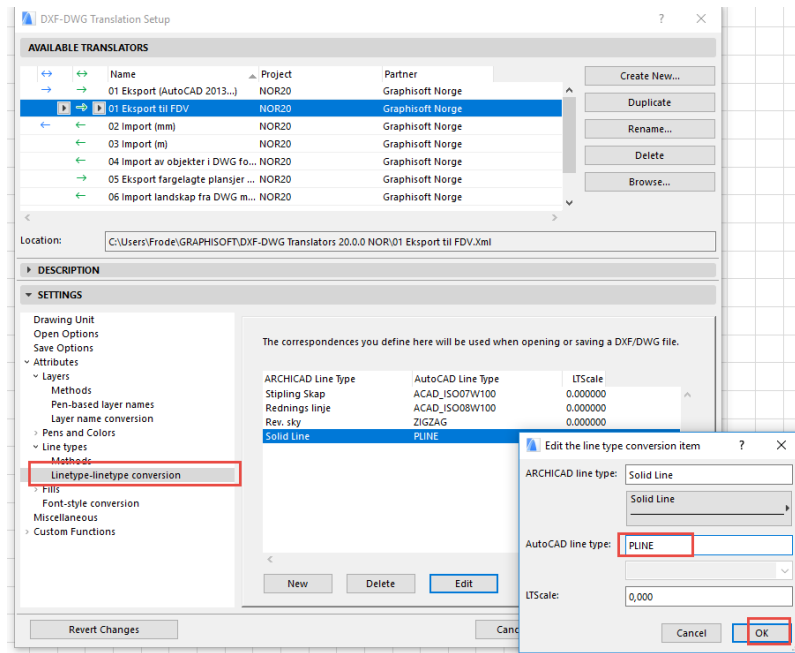 DXF-DWG Translation Setup
AVAILABLE TRANSLATORS
Name Project Partner
01 Eksport (AutoCAD 2013...) NOR20 Graphisoft Norge
01 Eksport til FDV NOR20 Graphisoft Norge
02 Import (mm) NOR20 Graphisoft Norge
03 Import (m) NOR20 Graphisoft Norge
04 Import av objekter i DWG fo... NOR20 Graphisoft Norge
05 Eksport fargelagte plansjer ... NOR20 Graphisoft Norge
06 Import landskap fra DWG m... NOR20 Graphisoft Norge
Create New...
Duplicate
Rename...
Delete
Browse...
Location: C:\Users\Frode\GRAPHISOFT\DXF-DWG Translators 20.0.0 NOR\01 Eksport til FDV.Xml
DESCRIPTION
SETTINGS
Drawing Unit
Open Options
Save Options
Attributes
Layers
Methods
Pen-based layer names
Layer name conversion
Pens and Colors
Line types
Methods
Linetype-linetype conversion
Fills
Font-style conversion
Miscellaneous
Custom Functions
The correspondences you define here will be used when opening or saving a DXF/DWG file.
ARCHICAD Line Type AutoCAD Line Type LTScale
Stipling Skap ACAD_ISO07W100 0.000000
Rednings linje ACAD_ISO08W100 0.000000
Rev. sky ZIGZAG 0.000000
Solid Line PLINE
New Delete Edit
Revert Changes Canc
Edit the line type conversion item ?
ARCHICAD line type: Solid Line
Solid Line
AutoCAD line type: PLINE
LTScale: 0,000
Cancel OK